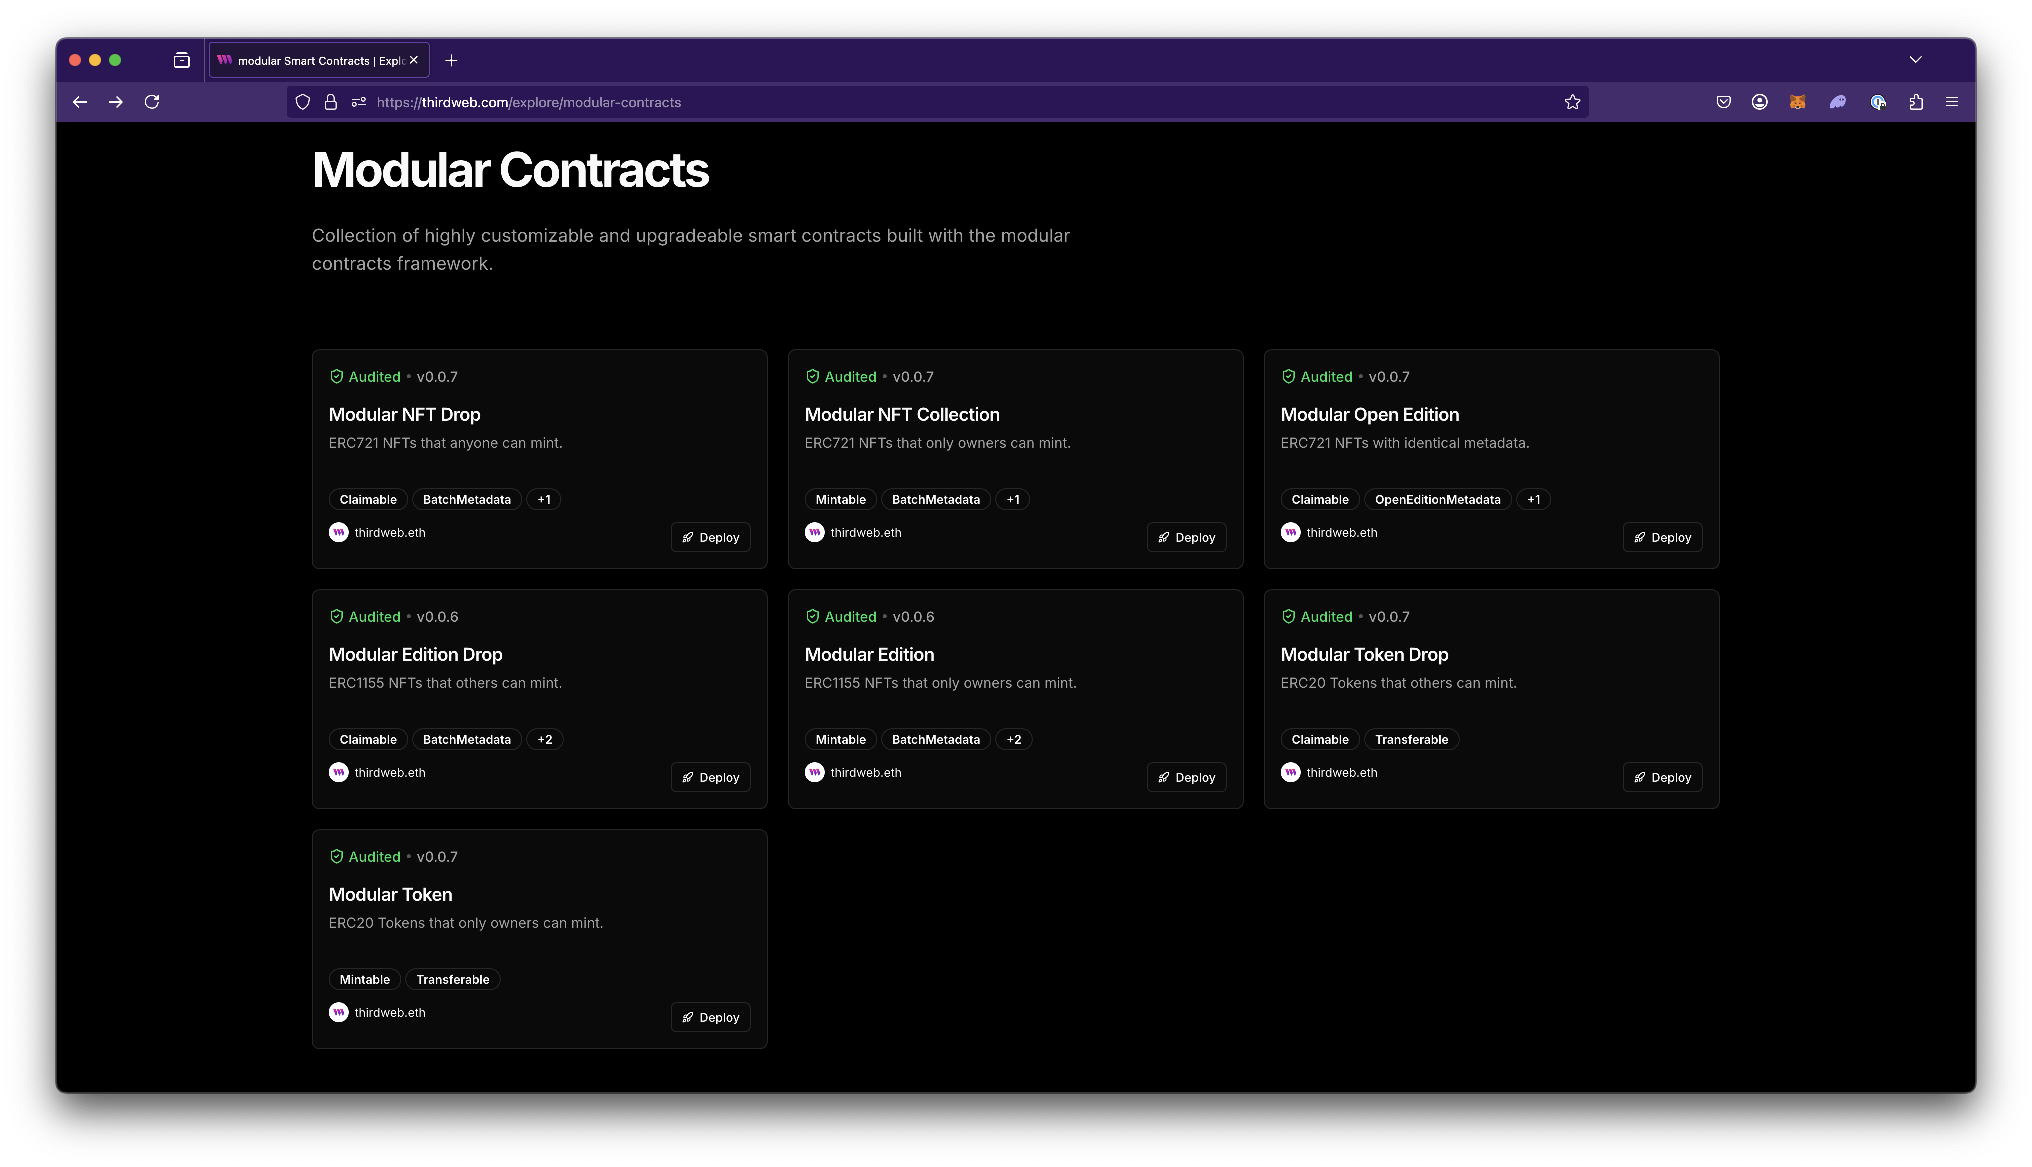 modular Smart Contracts | Explo
https://thirdweb.com/explore/modular-contracts
Modular Contracts
Collection of highly customizable and upgradeable smart contracts built with the modular
contracts framework.
Audited • v0.0.7
Modular NFT Drop
ERC721 NFTs that anyone can mint.
Claimable BatchMetadata +1
thirdweb.eth
Deploy
Audited • v0.0.7
Modular NFT Collection
ERC721 NFTs that only owners can mint.
Mintable BatchMetadata +1
thirdweb.eth
Deploy
Audited • v0.0.7
Modular Open Edition
ERC721 NFTs with identical metadata.
Claimable OpenEditionMetadata +1
thirdweb.eth
Deploy
Audited • v0.0.6
Modular Edition Drop
ERC1155 NFTs that others can mint.
Claimable BatchMetadata +2
thirdweb.eth
Deploy
Audited • v0.0.6
Modular Edition
ERC1155 NFTs that only owners can mint.
Mintable BatchMetadata +2
thirdweb.eth
Deploy
Audited • v0.0.7
Modular Token Drop
ERC20 Tokens that others can mint.
Claimable Transferable
thirdweb.eth
Deploy
Audited • v0.0.7
Modular Token
ERC20 Tokens that only owners can mint.
Mintable Transferable
thirdweb.eth
Deploy